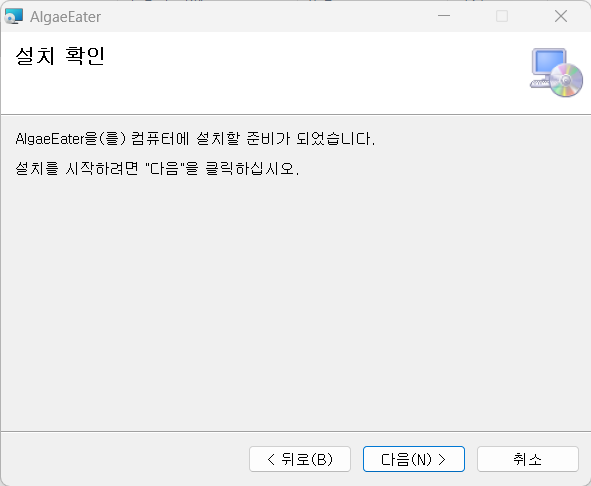 AlgaeEater
설치 확인
AlgaeEater을(를) 컴퓨터에 설치할 준비가 되었습니다.
설치를 시작하려면 "다음"을 클릭하십시오.
< 뒤로(B) 다음(N) > 취소